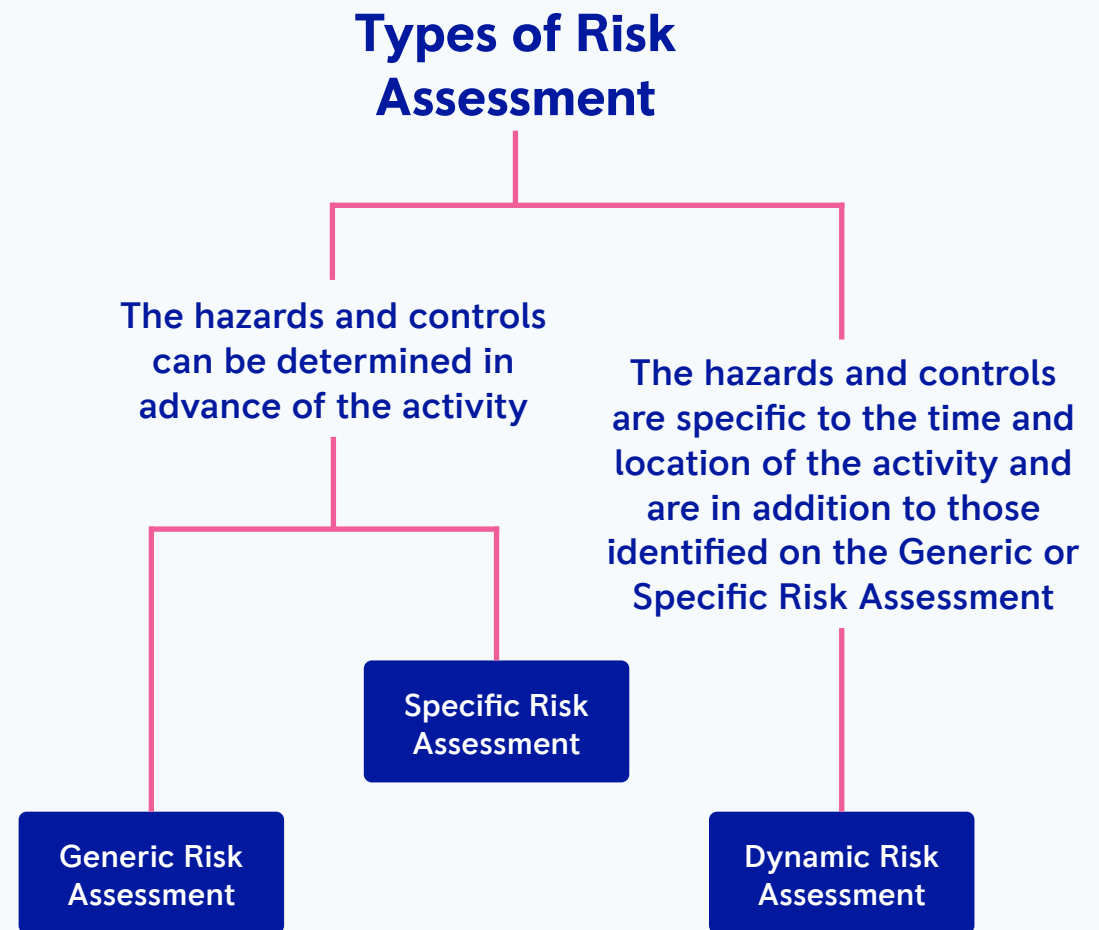 Types of Risk
Assessment
The hazards and controls
can be determined in
advance of the activity
The hazards and controls
are specific to the time and
location of the activity and
are in addition to those
identified on the Generic or
Specific Risk Assessment
Specific Risk
Assessment
Generic Risk
Assessment
Dynamic Risk
Assessment